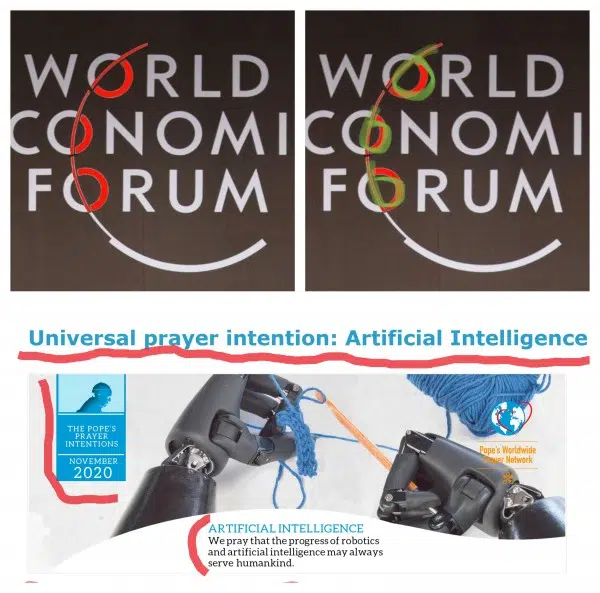 WORLD
CONOMI
FORUM
WORLD
CONOMI
FORUM
Universal prayer intention: Artificial Intelligence
THE POPE'S
PRAYER
INTENTIONS
NOVEMBER
2020
Pope's Worldwide
Prayer Network
ARTIFICIAL INTELLIGENCE
We pray that the progress of robotics
and artificial intelligence may always
serve humankind.